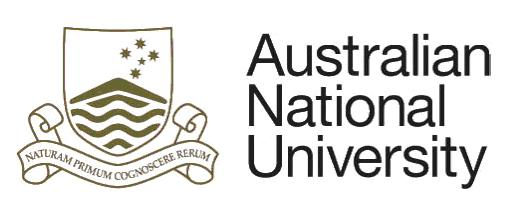 Australian
National
University
NATURAM PRIMUM COGNOSCERE RERUM